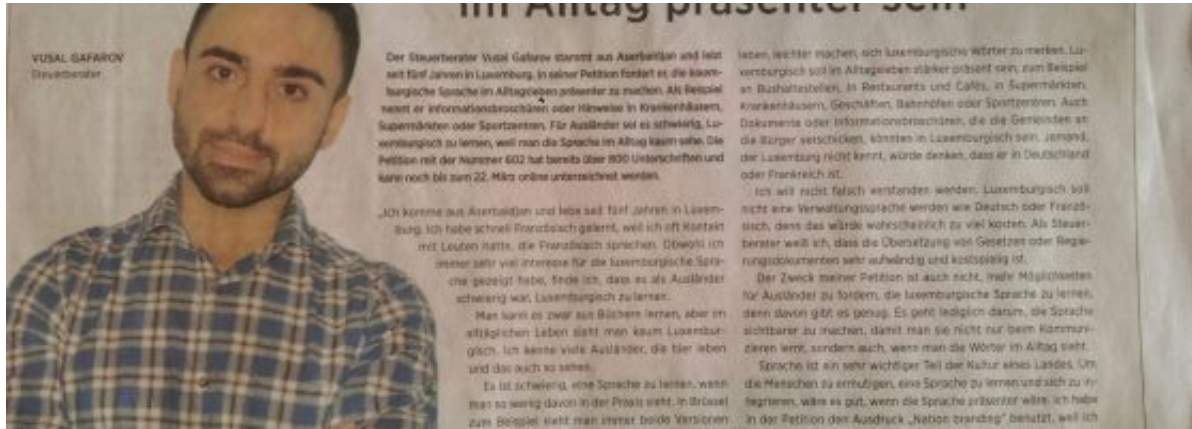 im Alltag präsenter sein
VUSAL GAFAROV
Steuerberater
Der Steuerberater Vusal Gafarov stammt aus Aserbaidjan und lebt
seit fünf Jahren in Luxemburg. In seiner Petition fordert er, die luxem-
burgische Sprache im Alltagsleben präsenter zu machen. Als Beispiel
nennt er Informationsbroschüren oder Hinweise in Krankenhäusern,
Supermärkten oder Sportzentren. Für Ausländer sei es schwierig, Lu-
xemburgisch zu lernen, weil man die Sprache im Alltag kaum sehe. Die
Petition mit der Nummer 602 hat bereits über 800 Unterschriften und
kann noch bis zum 22. März online unterzeichnet werden.
„Ich komme aus Aserbaidjan und lebe seit fünf Jahren in Luxem-
burg. Ich habe schnell Französisch gelernt, weil ich oft Kontakt
mit Leuten hatte, die Französisch sprechen. Obwohl ich
immer sehr viel Interesse für die luxemburgische Spra-
che gezeigt habe, finde ich, dass es als Ausländer
schwierig war, Luxemburgisch zu lernen.
Man kann es zwar aus Büchern lernen, aber im
alltäglichen Leben sieht man kaum Luxembur-
gisch. Ich kenne viele Ausländer, die hier leben
und das auch so sehen.
Es ist schwierig, eine Sprache zu lernen, wenn
man so wenig davon in der Praxis sieht. In Brüssel
zum Beispiel sieht man immer beide Versionen
leben, leichter machen, sich luxemburgische Wörter zu merken. Lu-
xemburgisch soll im Alltagsleben stärker präsent sein, zum Beispiel
an Bushaltestellen, in Restaurants und Cafés, in Supermärkten,
Krankenhäusern, Geschäften, Bahnhöfen oder Sportzentren. Auch
Dokumente oder Informationsbroschüren, die die Gemeinden an
die Bürger verschicken, könnten in Luxemburgisch sein. Jemand,
der Luxemburg nicht kennt, würde denken, dass er in Deutschland
oder Frankreich ist.
Ich will nicht falsch verstanden werden, Luxemburgisch soll
nicht eine Verwaltungssprache werden wie Deutsch oder Franzö-
sisch, denn das würde wahrscheinlich zu viel kosten. Als Steuer-
berater weiß ich, dass die Übersetzung von Gesetzen oder Regie-
rungsdokumenten sehr aufwändig und kostspielig ist.
Der Zweck meiner Petition ist auch nicht, mehr Möglichkeiten
für Ausländer zu fordern, die luxemburgische Sprache zu lernen,
denn davon gibt es genug. Es geht lediglich darum, die Sprache
sichtbarer zu machen, damit man sie nicht nur beim Kommuni-
zieren lernt, sondern auch, wenn man die Wörter im Alltag sieht.
Sprache ist ein sehr wichtiger Teil der Kultur eines Landes. Um
die Menschen zu ermutigen, eine Sprache zu lernen und sich zu in-
tegrieren, wäre es gut, wenn die Sprache präsenter wäre. Ich habe
in der Petition den Ausdruck „Nation branding“ benutzt, weil ich